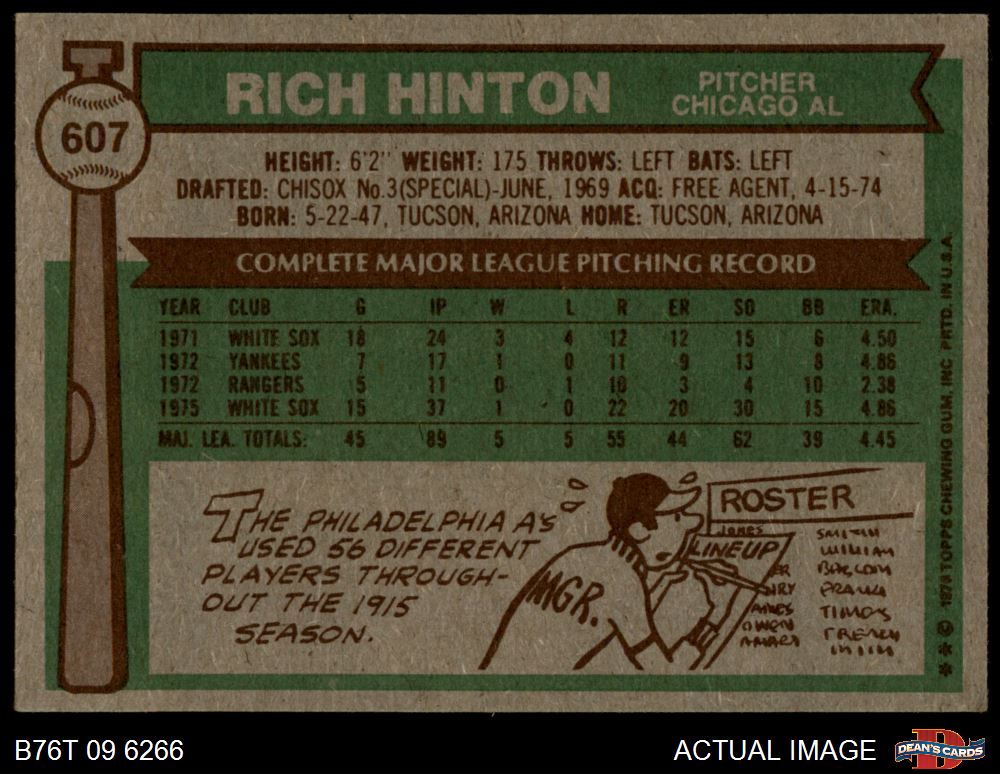 607
RICH HINTON
PITCHER
CHICAGO AL
HEIGHT: 6'2" WEIGHT: 175 THROWS: LEFT BATS: LEFT
DRAFTED: CHISOX No.3(SPECIAL)-JUNE, 1969 ACQ: FREE AGENT, 4-15-74
BORN: 5-22-47, TUCSON, ARIZONA HOME: TUCSON, ARIZONA
COMPLETE MAJOR LEAGUE PITCHING RECORD
YEAR CLUB G IP W L R ER SO BB ERA.
1971 WHITE SOX 18 24 3 4 12 12 15 6 4.50
1972 YANKEES 7 17 1 0 11 9 13 8 4.86
1972 RANGERS 5 11 0 1 10 3 4 10 2.38
1975 WHITE SOX 15 37 1 0 22 20 30 15 4.86
MAJ. LEA. TOTALS: 45 89 5 5 55 44 62 39 4.45
THE PHILADELPHIA A'S
USED 56 DIFFERENT
PLAYERS THROUGH-
OUT THE 1915
SEASON.
MGR.
LINEUP
ROSTER
JONES
SMITH
* * © 1976 TOPPS CHEWING GUM, INC PRTD. IN U.S.A.
B76T 09 6266
ACTUAL IMAGE
DEAN'S CARDS